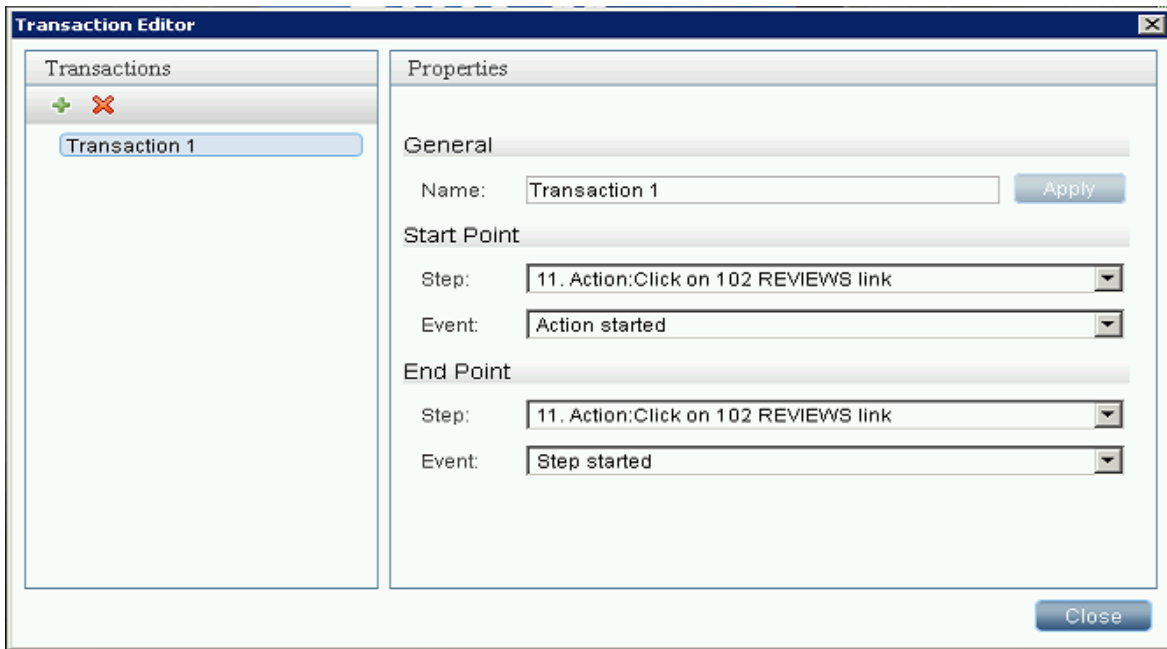 Transaction Editor
Transactions
Transaction 1
Properties
General
Name: Transaction 1 Apply
Start Point
Step: 11. Action:Click on 102 REVIEWS link
Event: Action started
End Point
Step: 11. Action:Click on 102 REVIEWS link
Event: Step started
Close